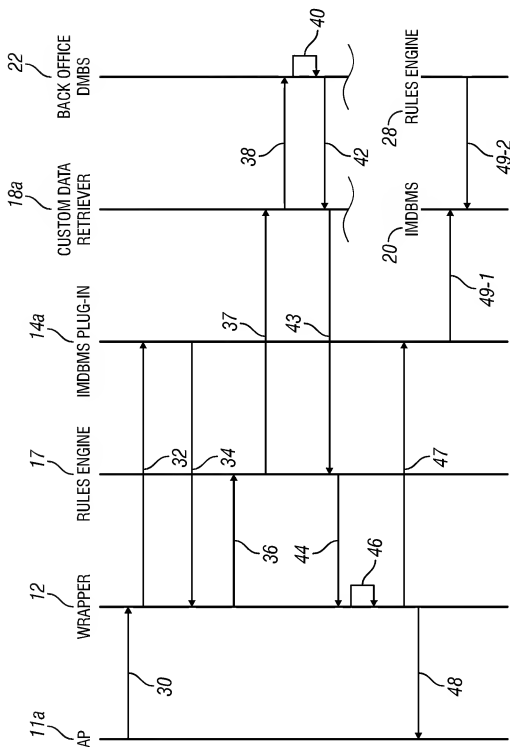 11a
AP
12
WRAPPER
17
RULES ENGINE
14a
IMDBMS PLUG-IN
18a
CUSTOM DATA
RETRIEVER
22
BACK OFFICE
DMBS
30
32
34
36
37
38
40
42
43
44
46
47
48
20
IMDBMS
28
RULES ENGINE
49-1
49-2